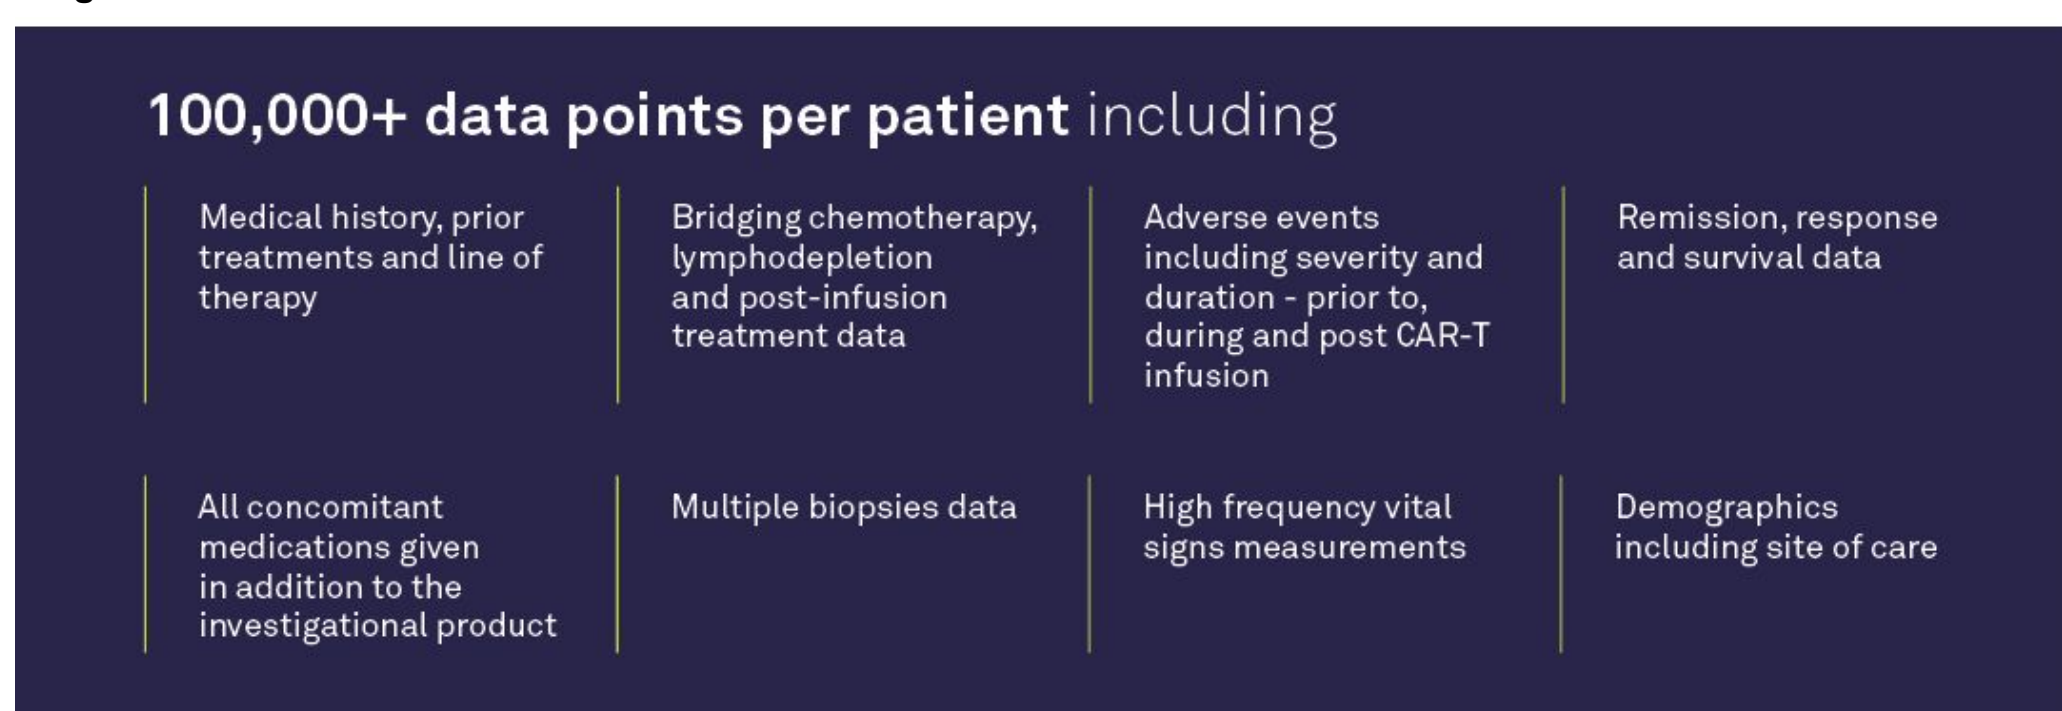 100,000+ data points per patient including
Medical history, prior
treatments and line of
therapy
Bridging chemotherapy,
lymphodepletion
and post-infusion
treatment data
Adverse events
including severity and
duration - prior to,
during and post CAR-T
infusion
Remission, response
and survival data
All concomitant
medications given
in addition to the
investigational product
Multiple biopsies data
High frequency vital
signs measurements
Demographics
including site of care